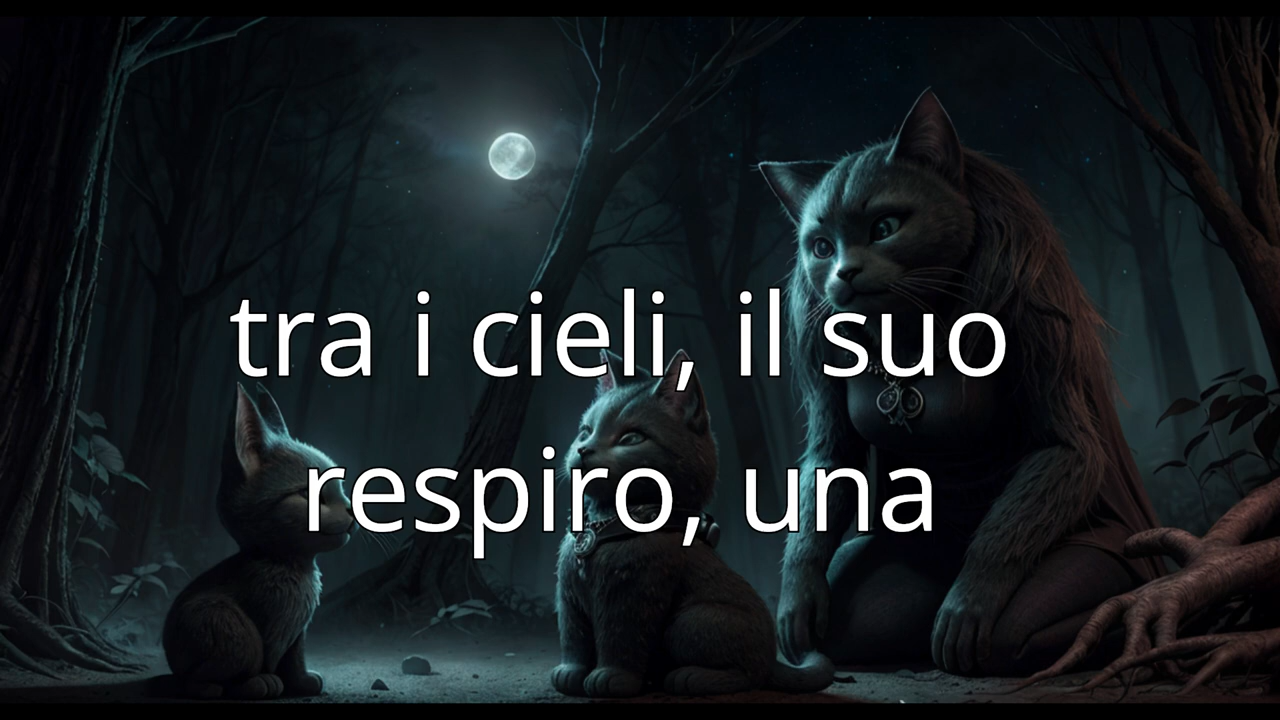 tra i cieli, il suo
respiro, una